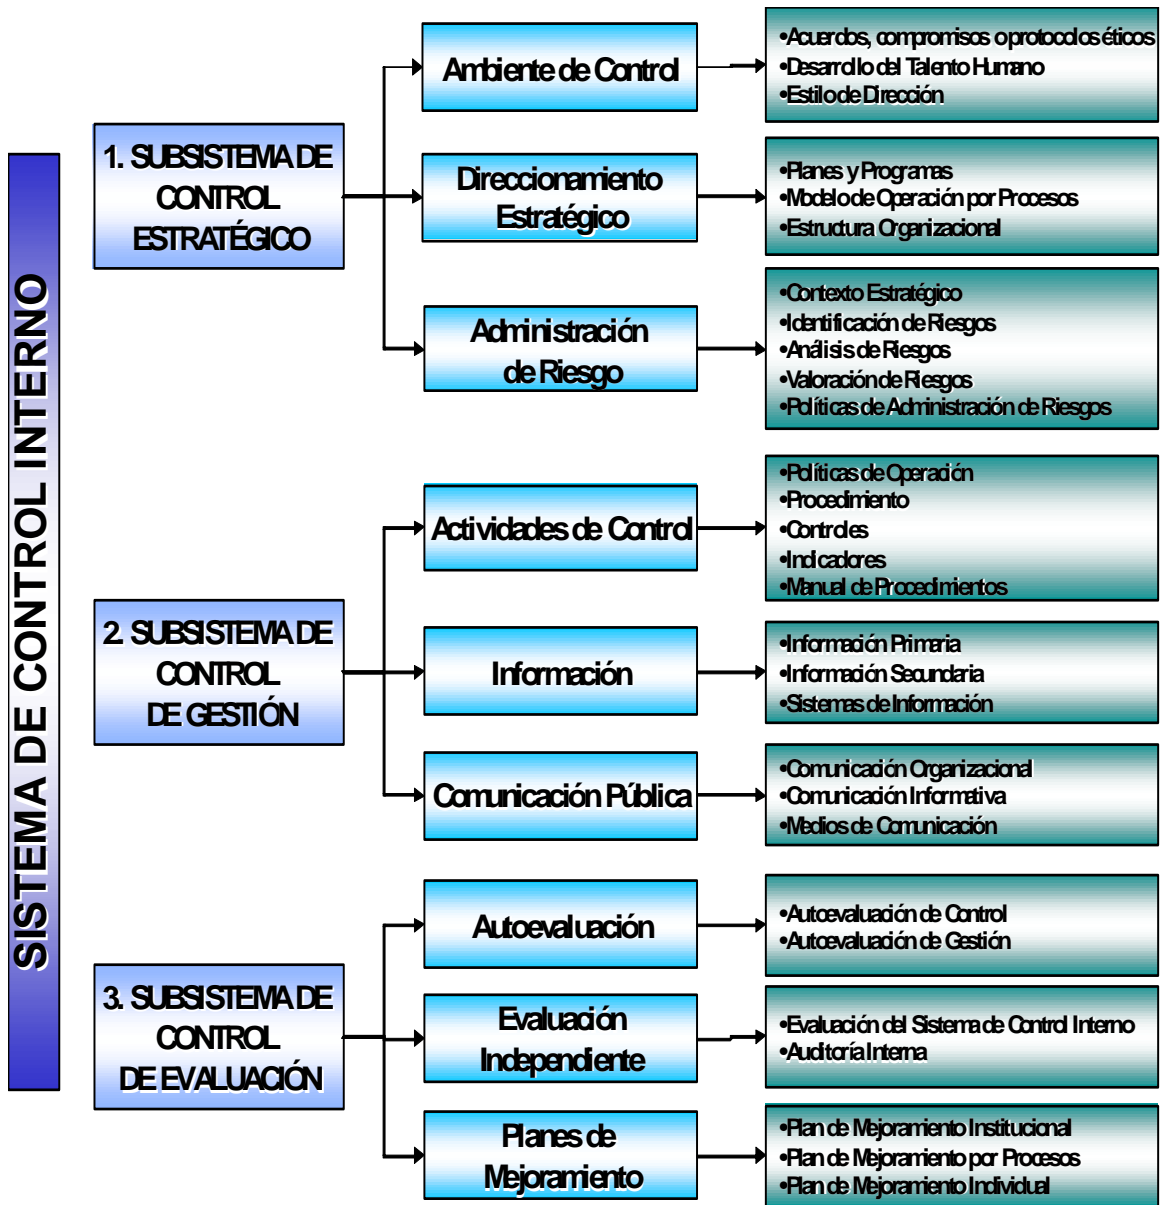 SISTEMA DE CONTROL INTERNO
1. SUBSISTEMA DE
CONTROL
ESTRATÉGICO
Ambiente de Control
•Acuerdos, compromisos o protocolos éticos
•Desarrollo del Talento Humano
•Estilo de Dirección
Direccionamiento
Estratégico
•Planes y Programas
•Modelo de Operación por Procesos
•Estructura Organizacional
Administración
de Riesgo
•Contexto Estratégico
•Identificación de Riesgos
•Análisis de Riesgos
•Valoración de Riesgos
•Políticas de Administración de Riesgos
2. SUBSISTEMA DE
CONTROL
DE GESTIÓN
Actividades de Control
•Políticas de Operación
•Procedimiento
•Controles
•Indicadores
•Manual de Procedimientos
Información
•Información Primaria
•Información Secundaria
•Sistemas de Información
Comunicación Pública
•Comunicación Organizacional
•Comunicación Informativa
•Medios de Comunicación
3. SUBSISTEMA DE
CONTROL
DE EVALUACIÓN
Autoevaluación
•Autoevaluación de Control
•Autoevaluación de Gestión
Evaluación
Independiente
•Evaluación del Sistema de Control Interno
•Auditoría Interna
Planes de
Mejoramiento
•Plan de Mejoramiento Institucional
•Plan de Mejoramiento por Procesos
•Plan de Mejoramiento Individual